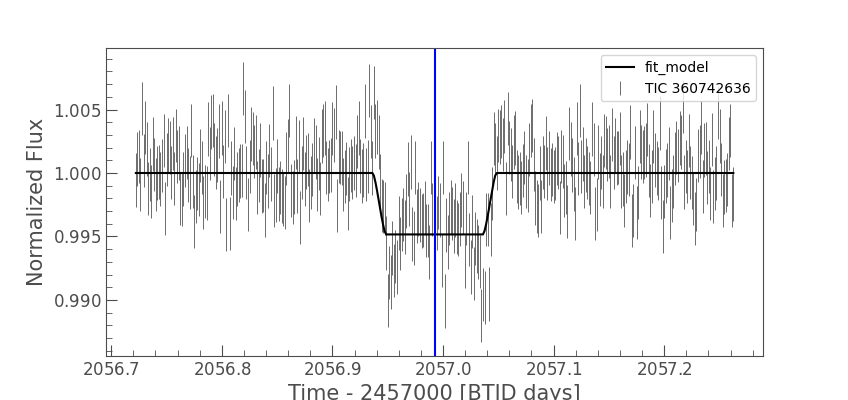 fit_model
TIC 360742636
1.005
1.000
0.995
0.990
Normalized Flux
2056.7 2056.8 2056.9 2057.0 2057.1 2057.2
Time - 2457000 [BTJD days]